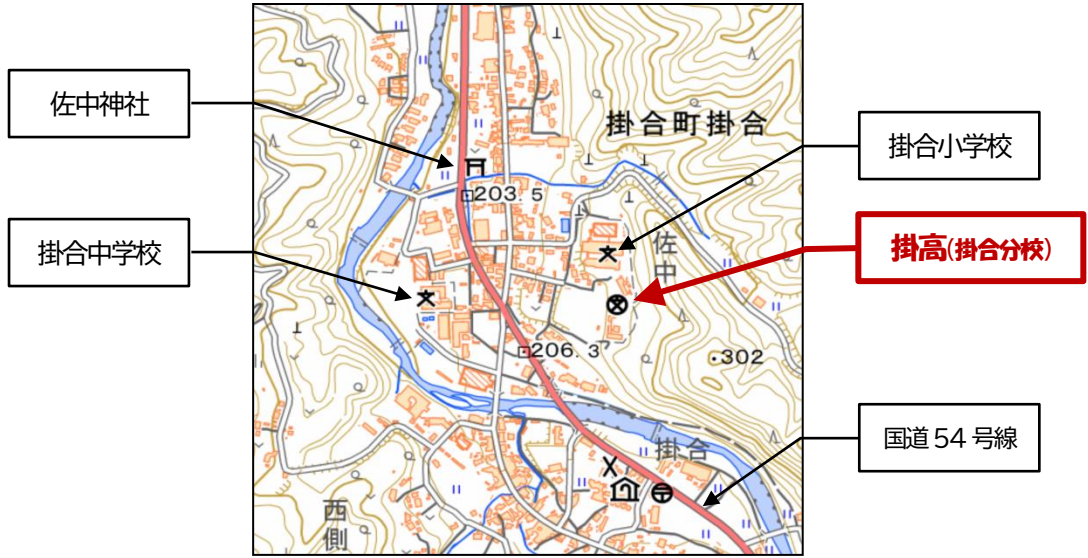 佐中神社
掛合中学校
掛合町掛合
203.5
佐中
206.3
・302
掛合
西側
掛合小学校
掛高(掛合分校)
国道54号線